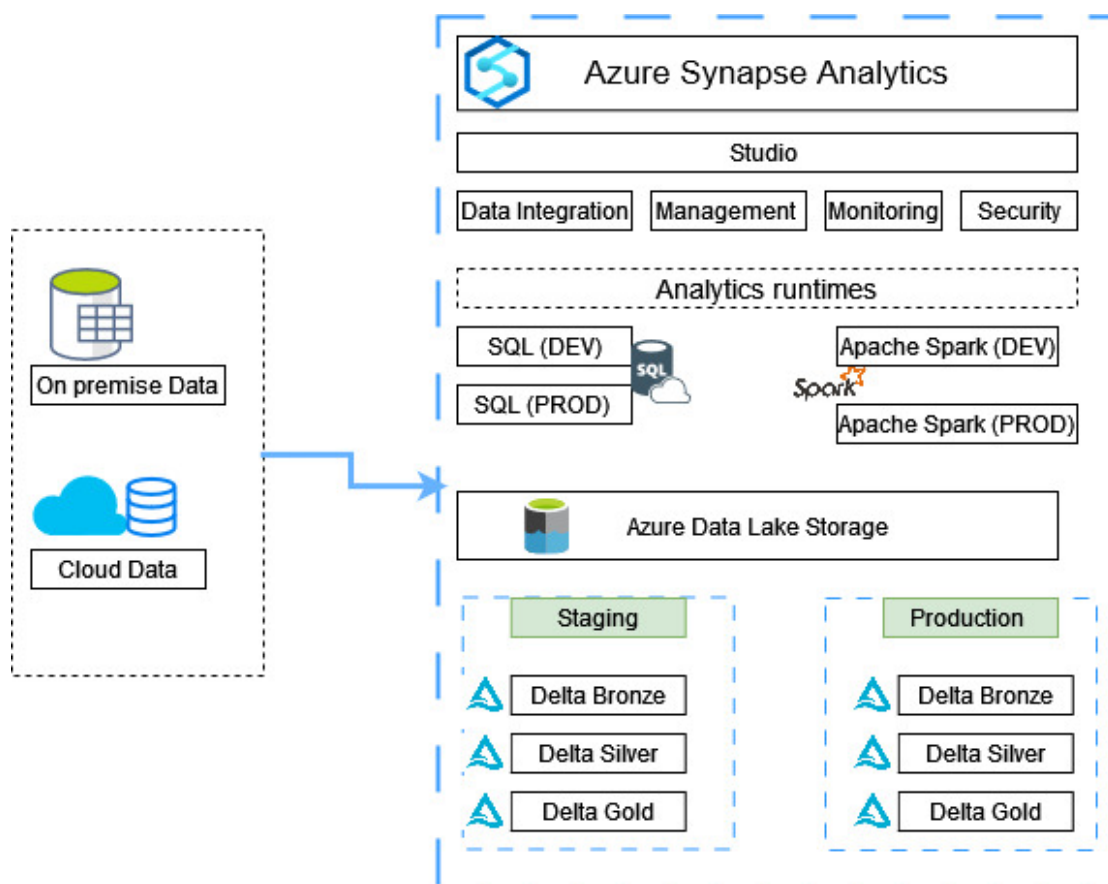 Azure Synapse Analytics
Studio
Data Integration
Management
Monitoring
Security
Analytics runtimes
SQL (DEV)
SQL (PROD)
SQL
Apache Spark (DEV)
Spark
Apache Spark (PROD)
On premise Data
Cloud Data
Azure Data Lake Storage
Staging
Delta Bronze
Delta Silver
Delta Gold
Production
Delta Bronze
Delta Silver
Delta Gold